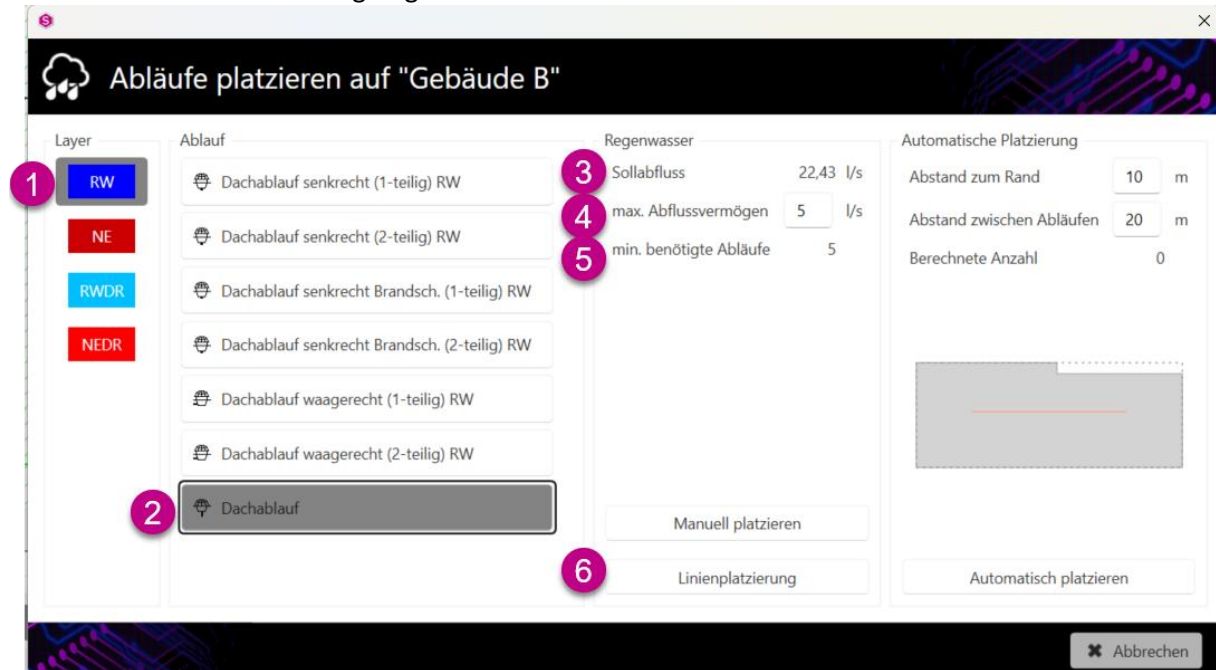 S
Abläufe platzieren auf "Gebäude B"
Layer
1
RW
NE
RWDR
NEDR
Ablauf
Dachablauf senkrecht (1-teilig) RW
Dachablauf senkrecht (2-teilig) RW
Dachablauf senkrecht Brandsch. (1-teilig) RW
Dachablauf senkrecht Brandsch. (2-teilig) RW
Dachablauf waagerecht (1-teilig) RW
Dachablauf waagerecht (2-teilig) RW
2 Dachablauf
Regenwasser
3 Sollabfluss 22,43 l/s
4 max. Abflussvermögen 5 l/s
5 min. benötigte Abläufe 5
Manuell platzieren
6 Linienplatzierung
Automatische Platzierung
Abstand zum Rand 10 m
Abstand zwischen Abläufen 20 m
Berechnete Anzahl 0
Automatisch platzieren
Abbrechen